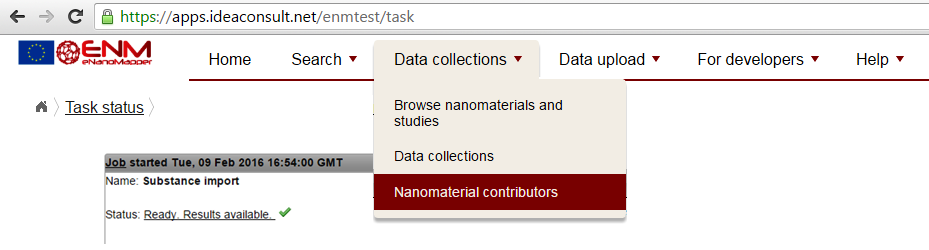 https://apps.ideaconsult.net/enmtest/task
ENM
eNanoMapper
Home Search Data collections Data upload For developers Help
Task status
Browse nanomaterials and
studies
Data collections
Nanomaterial contributors
Job started Tue, 09 Feb 2016 16:54:00 GMT
Name: Substance import
Status: Ready. Results available.